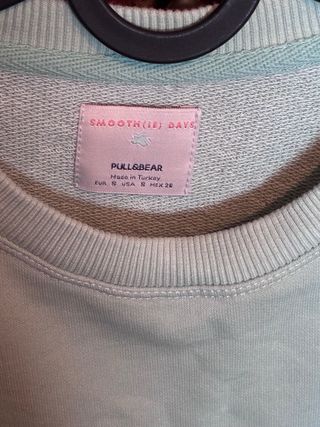 SMOOTH(IE) DAYS
PULL&BEAR
Made in Turkey
EUR S USA S MEX 26